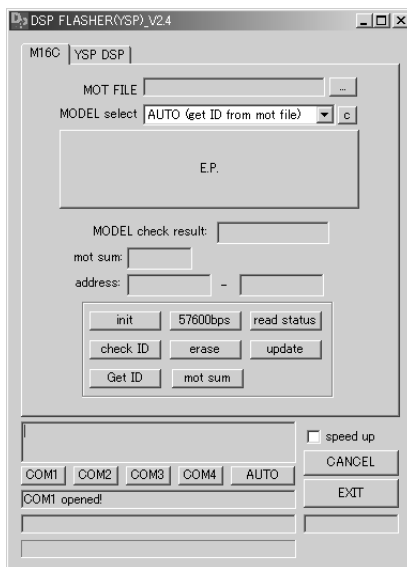 DSP FLASHER(YSP)_V2.4
M16C YSP DSP
MOT FILE ...
MODEL select AUTO (get ID from mot file) c
E.P.
MODEL check result:
mot sum:
address: -
init 57600bps read status
check ID erase update
Get ID mot sum
speed up
CANCEL
COM1 COM2 COM3 COM4 AUTO
COM1 opened!
EXIT